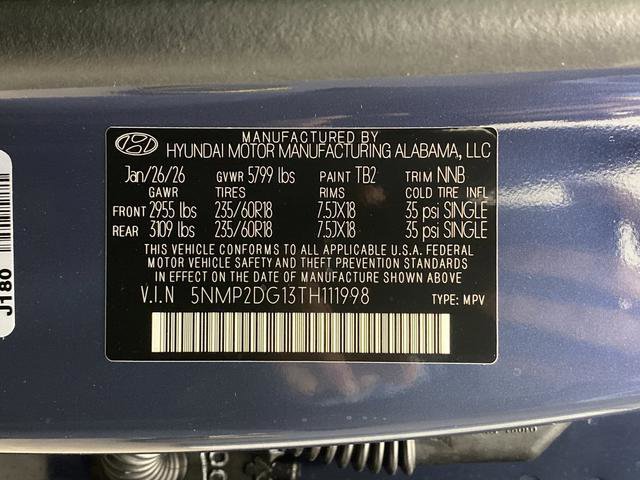 MANUFACTURED BY
HYUNDAI MOTOR MANUFACTURING ALABAMA, LLC
Jan/26/26 GVWR 5799 lbs PAINT TB2 TRIM NNB
GAWR TIRES RIMS COLD TIRE INFL
FRONT 2955 lbs 235/60R18 7.5JX18 35 psi SINGLE
REAR 3109 lbs 235/60R18 7.5JX18 35 psi SINGLE
THIS VEHICLE CONFORMS TO ALL APPLICABLE U.S.A. FEDERAL
MOTOR VEHICLE SAFETY AND THEFT PREVENTION STANDARDS
IN EFFECT ON THE DATE OF MANUFACTURE SHOWN ABOVE
V.I.N 5NMP2DG13TH111998 TYPE: MPV
J180